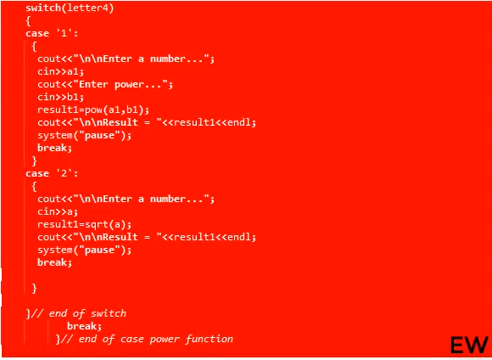 switch(letter4)
{
case '1':
{
cout<<"\n\nEnter a number...";
cin>>a1;
cout<<"Enter power...";
cin>>b1;
result1=pow(a1,b1);
cout<<"\n\nResult = "<<result1<<endl;
system("pause");
break;
}
case '2':
{
cout<<"\n\nEnter a number...";
cin>>a;
result1=sqrt(a);
cout<<"\n\nResult = "<<result1<<endl;
system("pause");
break;
}
}// end of switch
break;
}// end of case power function
EW